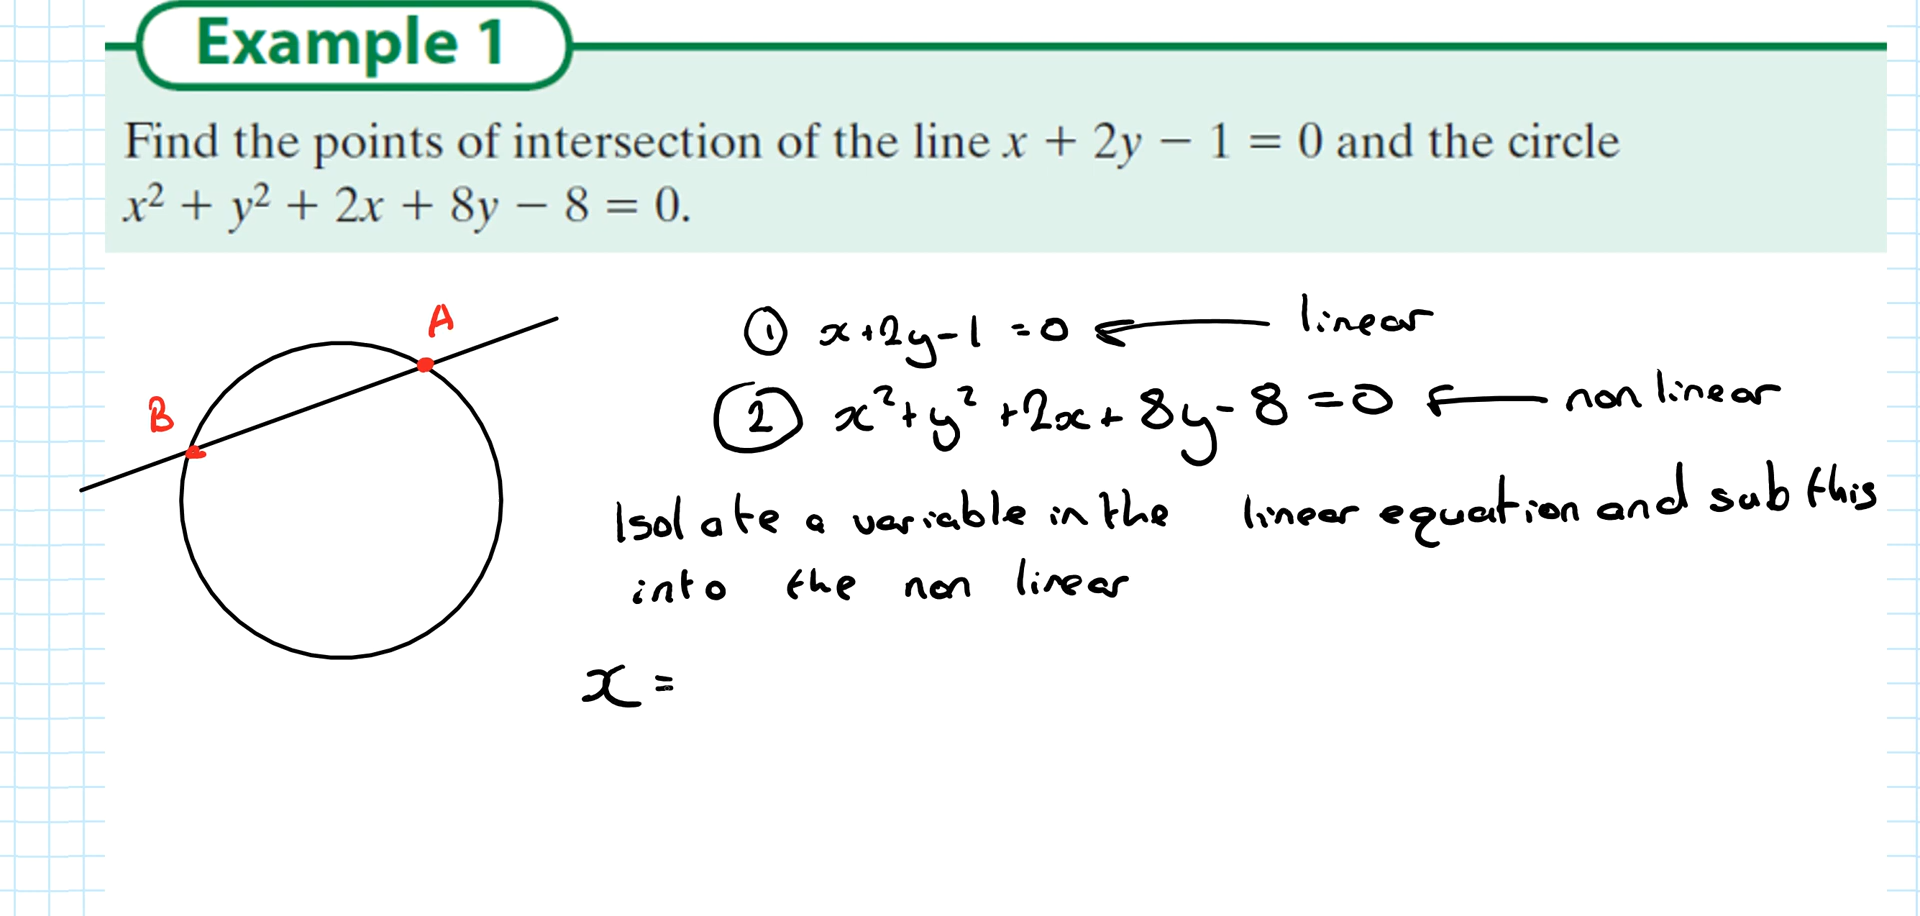 Example 1
Find the points of intersection of the line x + 2y − 1 = 0 and the circle
x² + y² + 2x + 8y − 8 = 0.
A
B
① x+2y-1 =0 ← linear
② x²+y²+2x+8y-8=0 ← non linear
Isolate a variable in the linear equation and sub this
into the non linear
x=